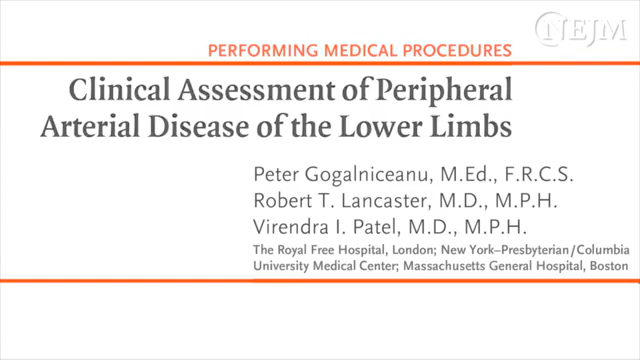 NEJM
PERFORMING MEDICAL PROCEDURES
Clinical Assessment of Peripheral
Arterial Disease of the Lower Limbs
Peter Gogalniceanu, M.Ed., F.R.C.S.
Robert T. Lancaster, M.D., M.P.H.
Virendra I. Patel, M.D., M.P.H.
The Royal Free Hospital, London; New York–Presbyterian/Columbia
University Medical Center; Massachusetts General Hospital, Boston